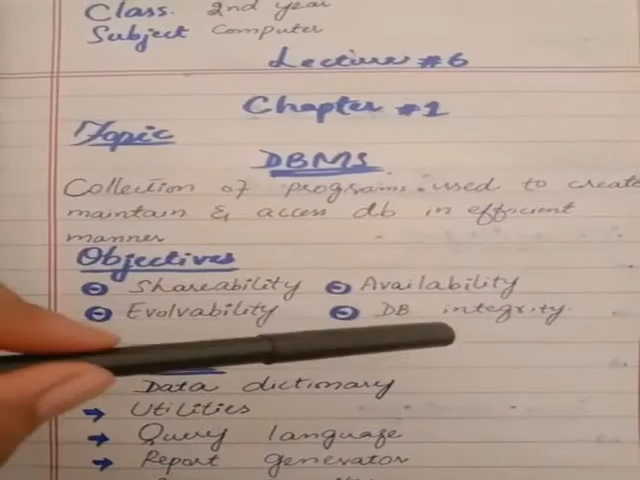 Class. 2nd year
Subject Computer
Lecture #6
Chapter #1
Topic
DBMS
Collection of programs used to create
maintain & access db in efficient
manner
Objectives
Shareability Availability
Evolvability DB integrity.
Data dictionary
Utilities
Query language
Report generator